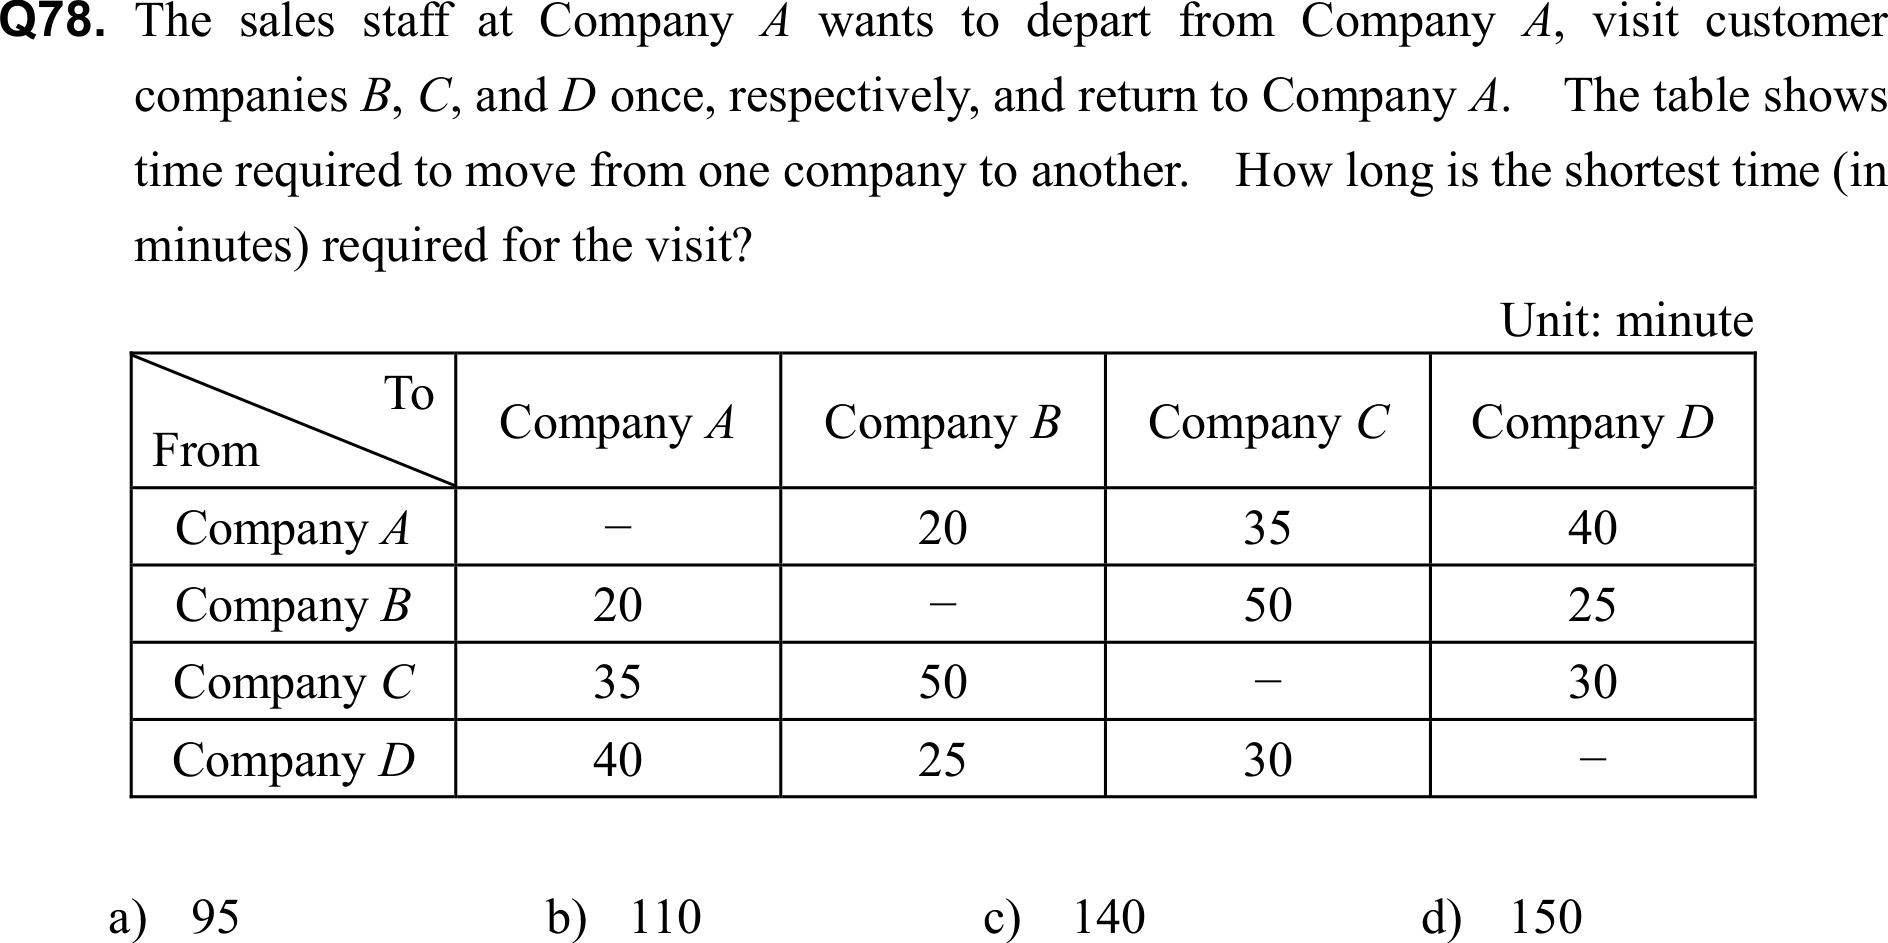 Q78. The sales staff at Company A wants to depart from Company A, visit customer
companies B, C, and D once, respectively, and return to Company A. The table shows
time required to move from one company to another. How long is the shortest time (in
minutes) required for the visit?
Unit: minute
To
From
Company A Company B Company C Company D
Company A – 20 35 40
Company B 20 – 50 25
Company C 35 50 – 30
Company D 40 25 30 –
a) 95 b) 110 c) 140 d) 150